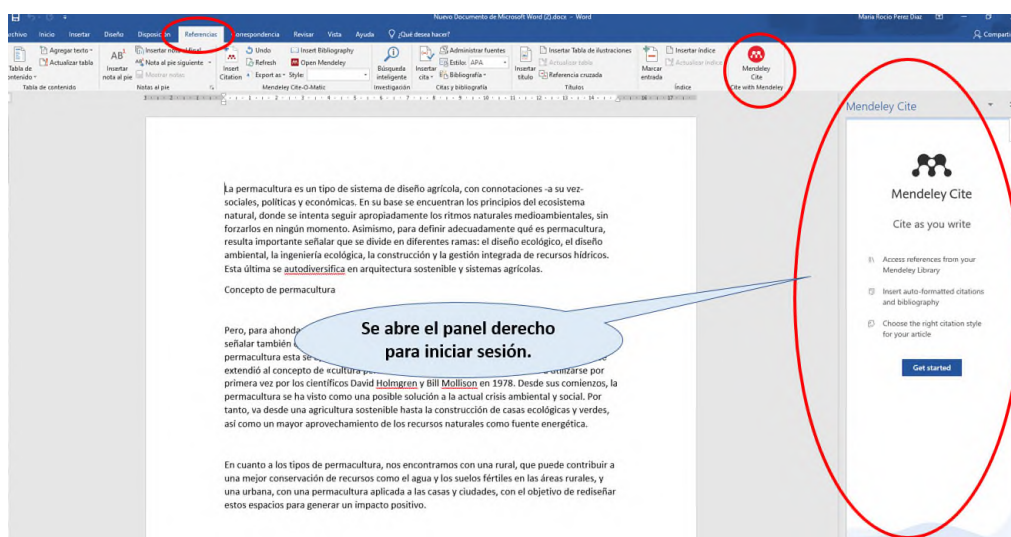 Nuevo Documento de Microsoft Word (2).docx - Word
Maria Rocio Perez Diaz
Archivo Inicio Insertar Diseño Disposición Referencias Correspondencia Revisar Vista Ayuda ¿Qué desea hacer?
Comparti
Tabla de contenido
Agregar texto
Actualizar tabla
Tabla de contenido
AB¹
Insertar nota al pie
Insertar nota al final
Nota al pie siguiente
Mostrar notas
Notas al pie
Insert Citation
Undo
Refresh
Export as
Insert Bibliography
Open Mendeley
Style:
Mendeley Cite-O-Matic
Búsqueda inteligente
Investigación
Insertar cita
Administrar fuentes
Estilo: APA
Bibliografía
Citas y bibliografía
Insertar título
Insertar Tabla de ilustraciones
Actualizar tabla
Referencia cruzada
Títulos
Marcar entrada
Insertar índice
Actualizar índice
Índice
Mendeley Cite
Cite with Mendeley
La permacultura es un tipo de sistema de diseño agrícola, con connotaciones -a su vez-
sociales, políticas y económicas. En su base se encuentran los principios del ecosistema
natural, donde se intenta seguir apropiadamente los ritmos naturales medioambientales, sin
forzarlos en ningún momento. Asimismo, para definir adecuadamente qué es permacultura,
resulta importante señalar que se divide en diferentes ramas: el diseño ecológico, el diseño
ambiental, la ingeniería ecológica, la construcción y la gestión integrada de recursos hídricos.
Esta última se autodiversifica en arquitectura sostenible y sistemas agrícolas.
Concepto de permacultura
Pero, para ahonda
señalar también
permacultura esta se
extendió al concepto de «cultura utilizarse por
primera vez por los científicos David Holmgren y Bill Mollison en 1978. Desde sus comienzos, la
permacultura se ha visto como una posible solución a la actual crisis ambiental y social. Por
tanto, va desde una agricultura sostenible hasta la construcción de casas ecológicas y verdes,
así como un mayor aprovechamiento de los recursos naturales como fuente energética.
En cuanto a los tipos de permacultura, nos encontramos con una rural, que puede contribuir a
una mejor conservación de recursos como el agua y los suelos fértiles en las áreas rurales, y
una urbana, con una permacultura aplicada a las casas y ciudades, con el objetivo de rediseñar
estos espacios para generar un impacto positivo.
Se abre el panel derecho
para iniciar sesión.
Mendeley Cite
Mendeley Cite
Cite as you write
Access references from your
Mendeley Library
Insert auto-formatted citations
and bibliography
Choose the right citation style
for your article
Get started